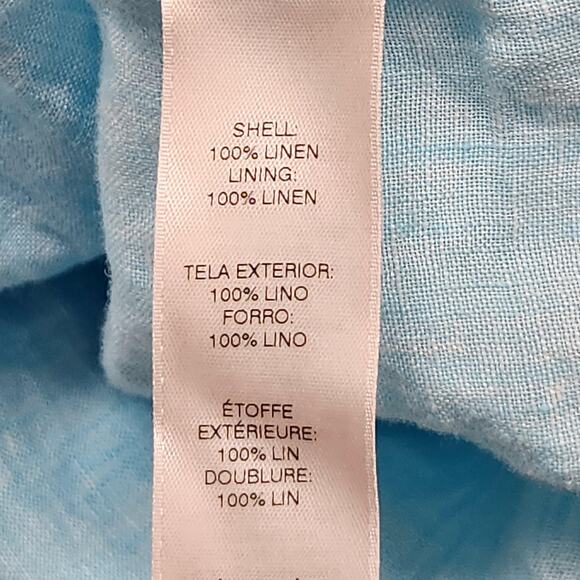 SHELL:
100% LINEN
LINING:
100% LINEN
TELA EXTERIOR:
100% LINO
FORRO:
100% LINO
ÉTOFFE
EXTÉRIEURE:
100% LIN
DOUBLURE:
100% LIN